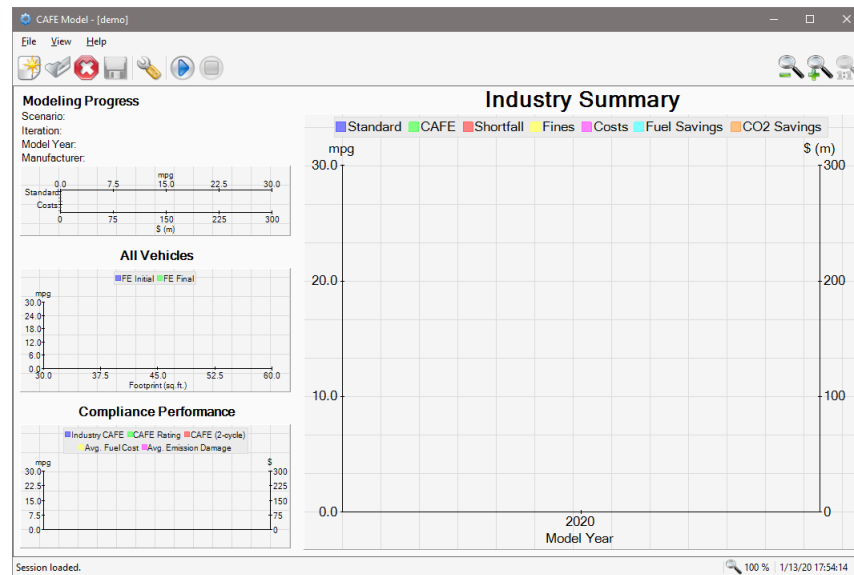 CAFE Model - [demo]
File View Help
1:1
Modeling Progress
Scenario:
Iteration:
Model Year:
Manufacturer:
mpg
0.0 7.5 15.0 22.5 30.0
Standard
Costs
0 75 150 225 300
$ (m)
All Vehicles
FE Initial FE Final
mpg
30.0
24.0
18.0
12.0
6.0
0.0
30.0 37.5 45.0 52.5 60.0
Footprint (sq.ft.)
Compliance Performance
Industry CAFE CAFE Rating CAFE (2-cycle)
Avg. Fuel Cost Avg. Emission Damage
mpg $
30.0 300
22.5 225
15.0 150
7.5 75
0.0 0
Industry Summary
Standard CAFE Shortfall Fines Costs Fuel Savings CO2 Savings
mpg $ (m)
30.0 300
20.0 200
10.0 100
0.0 0
2020
Model Year
Session loaded. 100 % 1/13/20 17:54:14